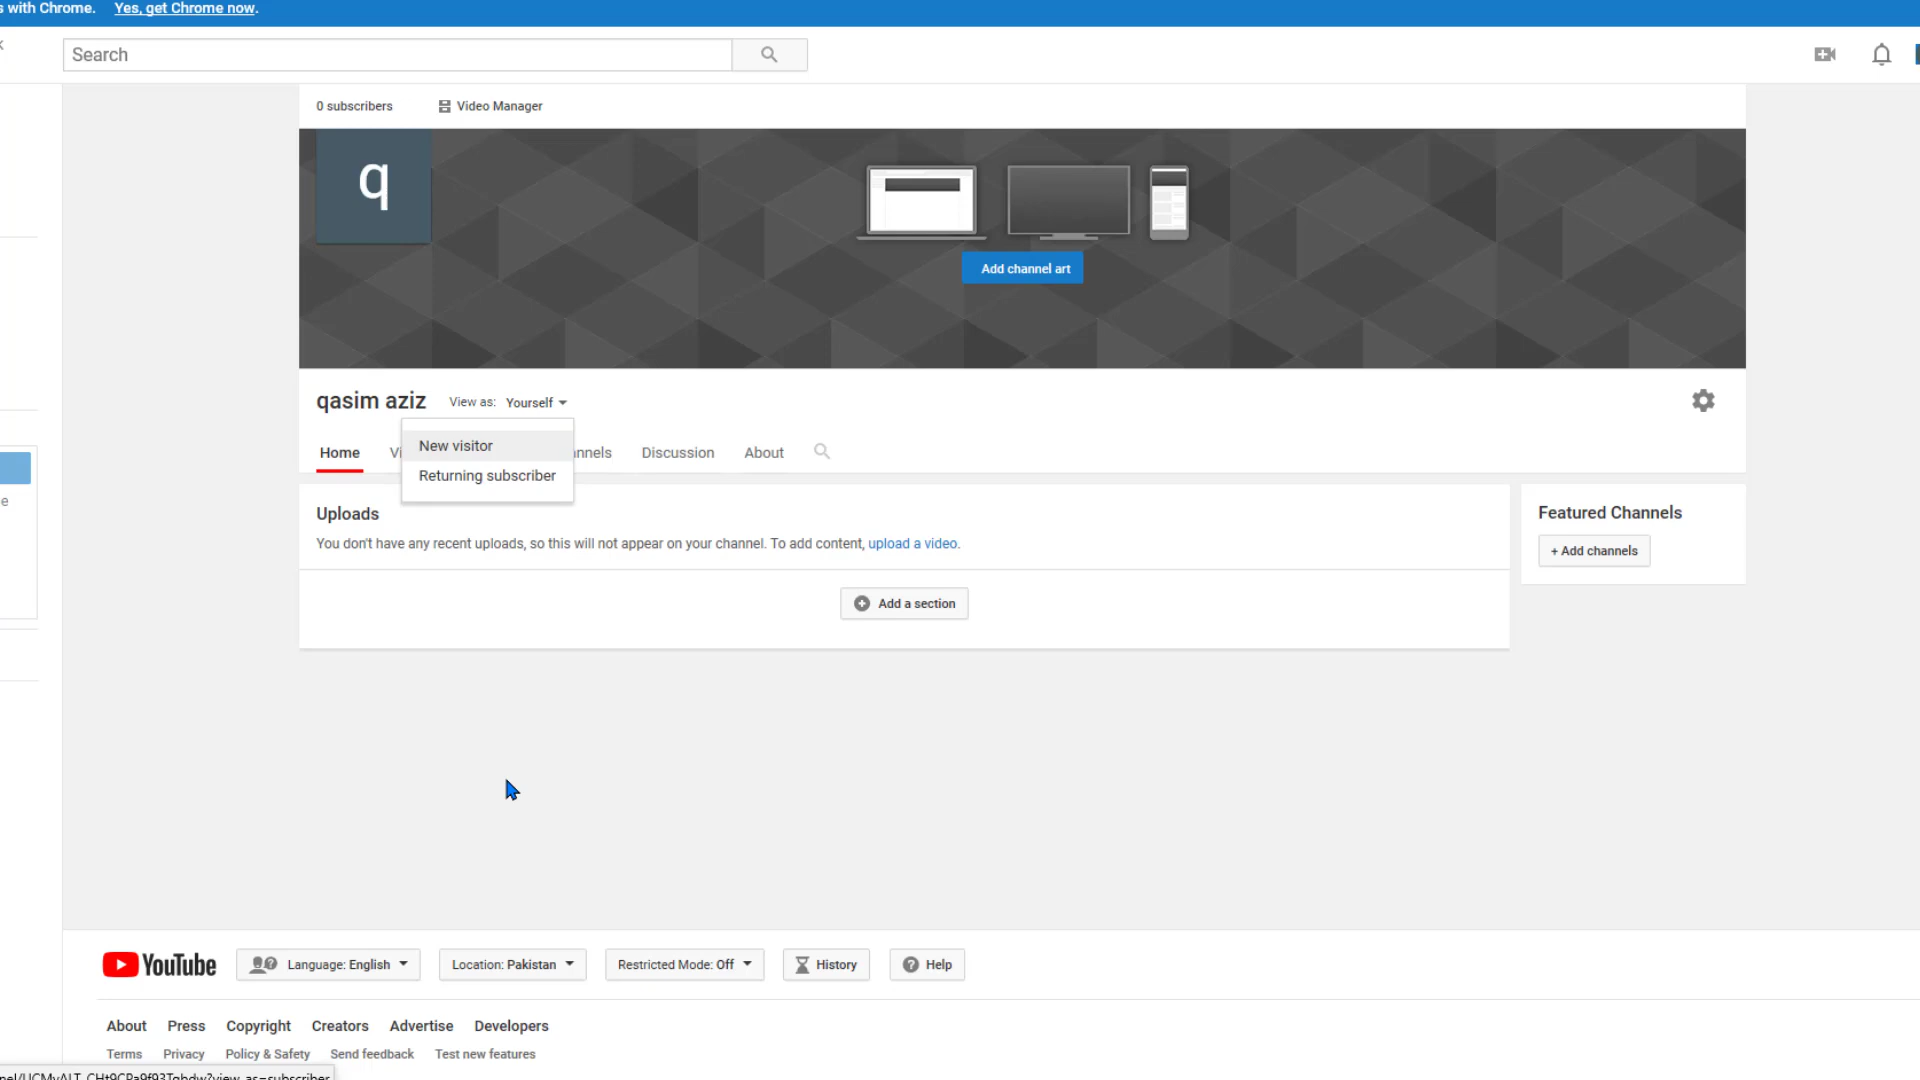 s with Chrome. Yes, get Chrome now.
Search
0 subscribers Video Manager
q
Add channel art
qasim aziz View as: Yourself
New visitor
Returning subscriber
Home Vi nnels Discussion About
Uploads
You don't have any recent uploads, so this will not appear on your channel. To add content, upload a video.
Add a section
Featured Channels
+ Add channels
e
YouTube Language: English Location: Pakistan Restricted Mode: Off History Help
About Press Copyright Creators Advertise Developers
Terms Privacy Policy & Safety Send feedback Test new features